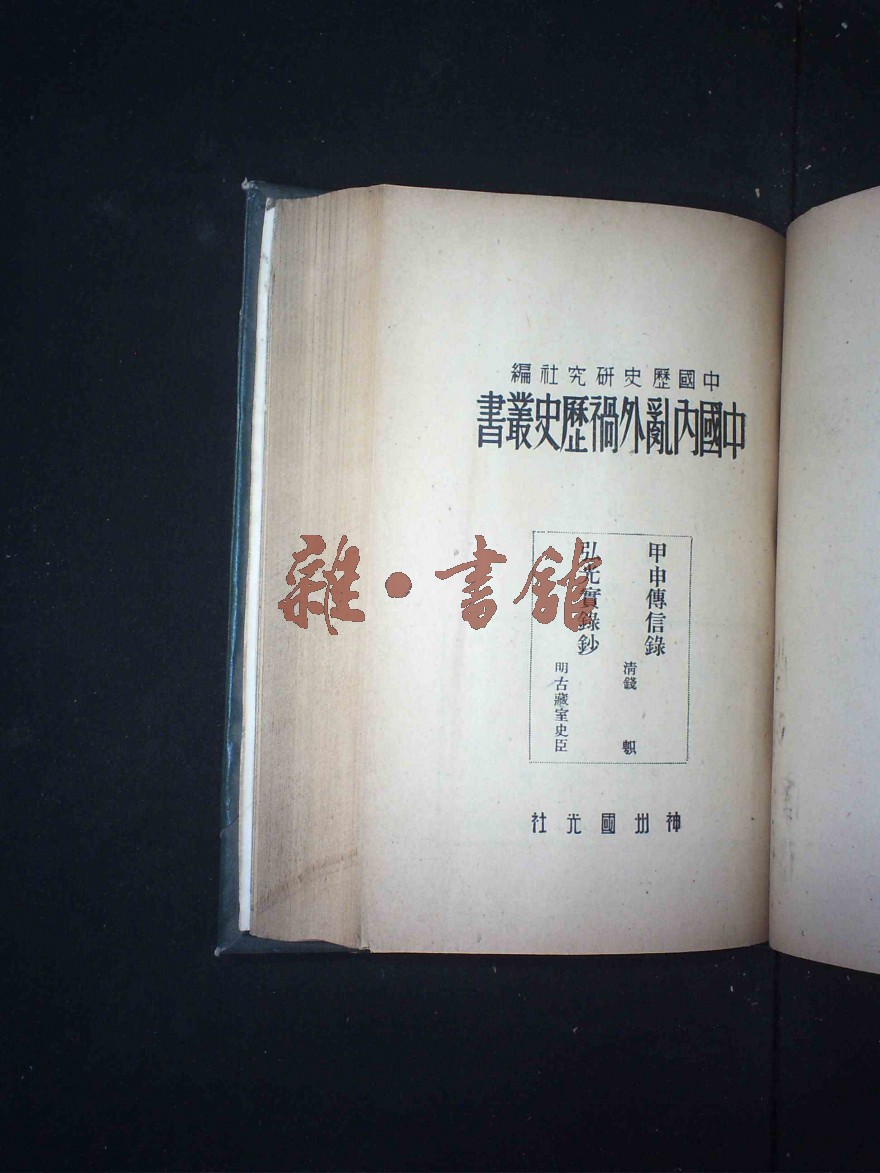 中國歷史研究社編
中國內亂外禍歷史叢書
甲申傳信錄
清錢 𫖮
弘光實錄鈔
明古藏室史臣
神州國光社
雜·書館